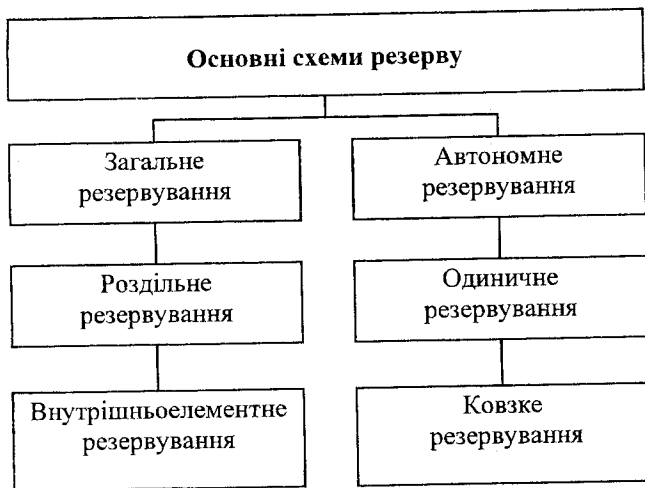 Основні схеми резерву
Загальне
резервування
Автономне
резервування
Роздільне
резервування
Одиничне
резервування
Внутрішньоелементне
резервування
Ковзке
резервування